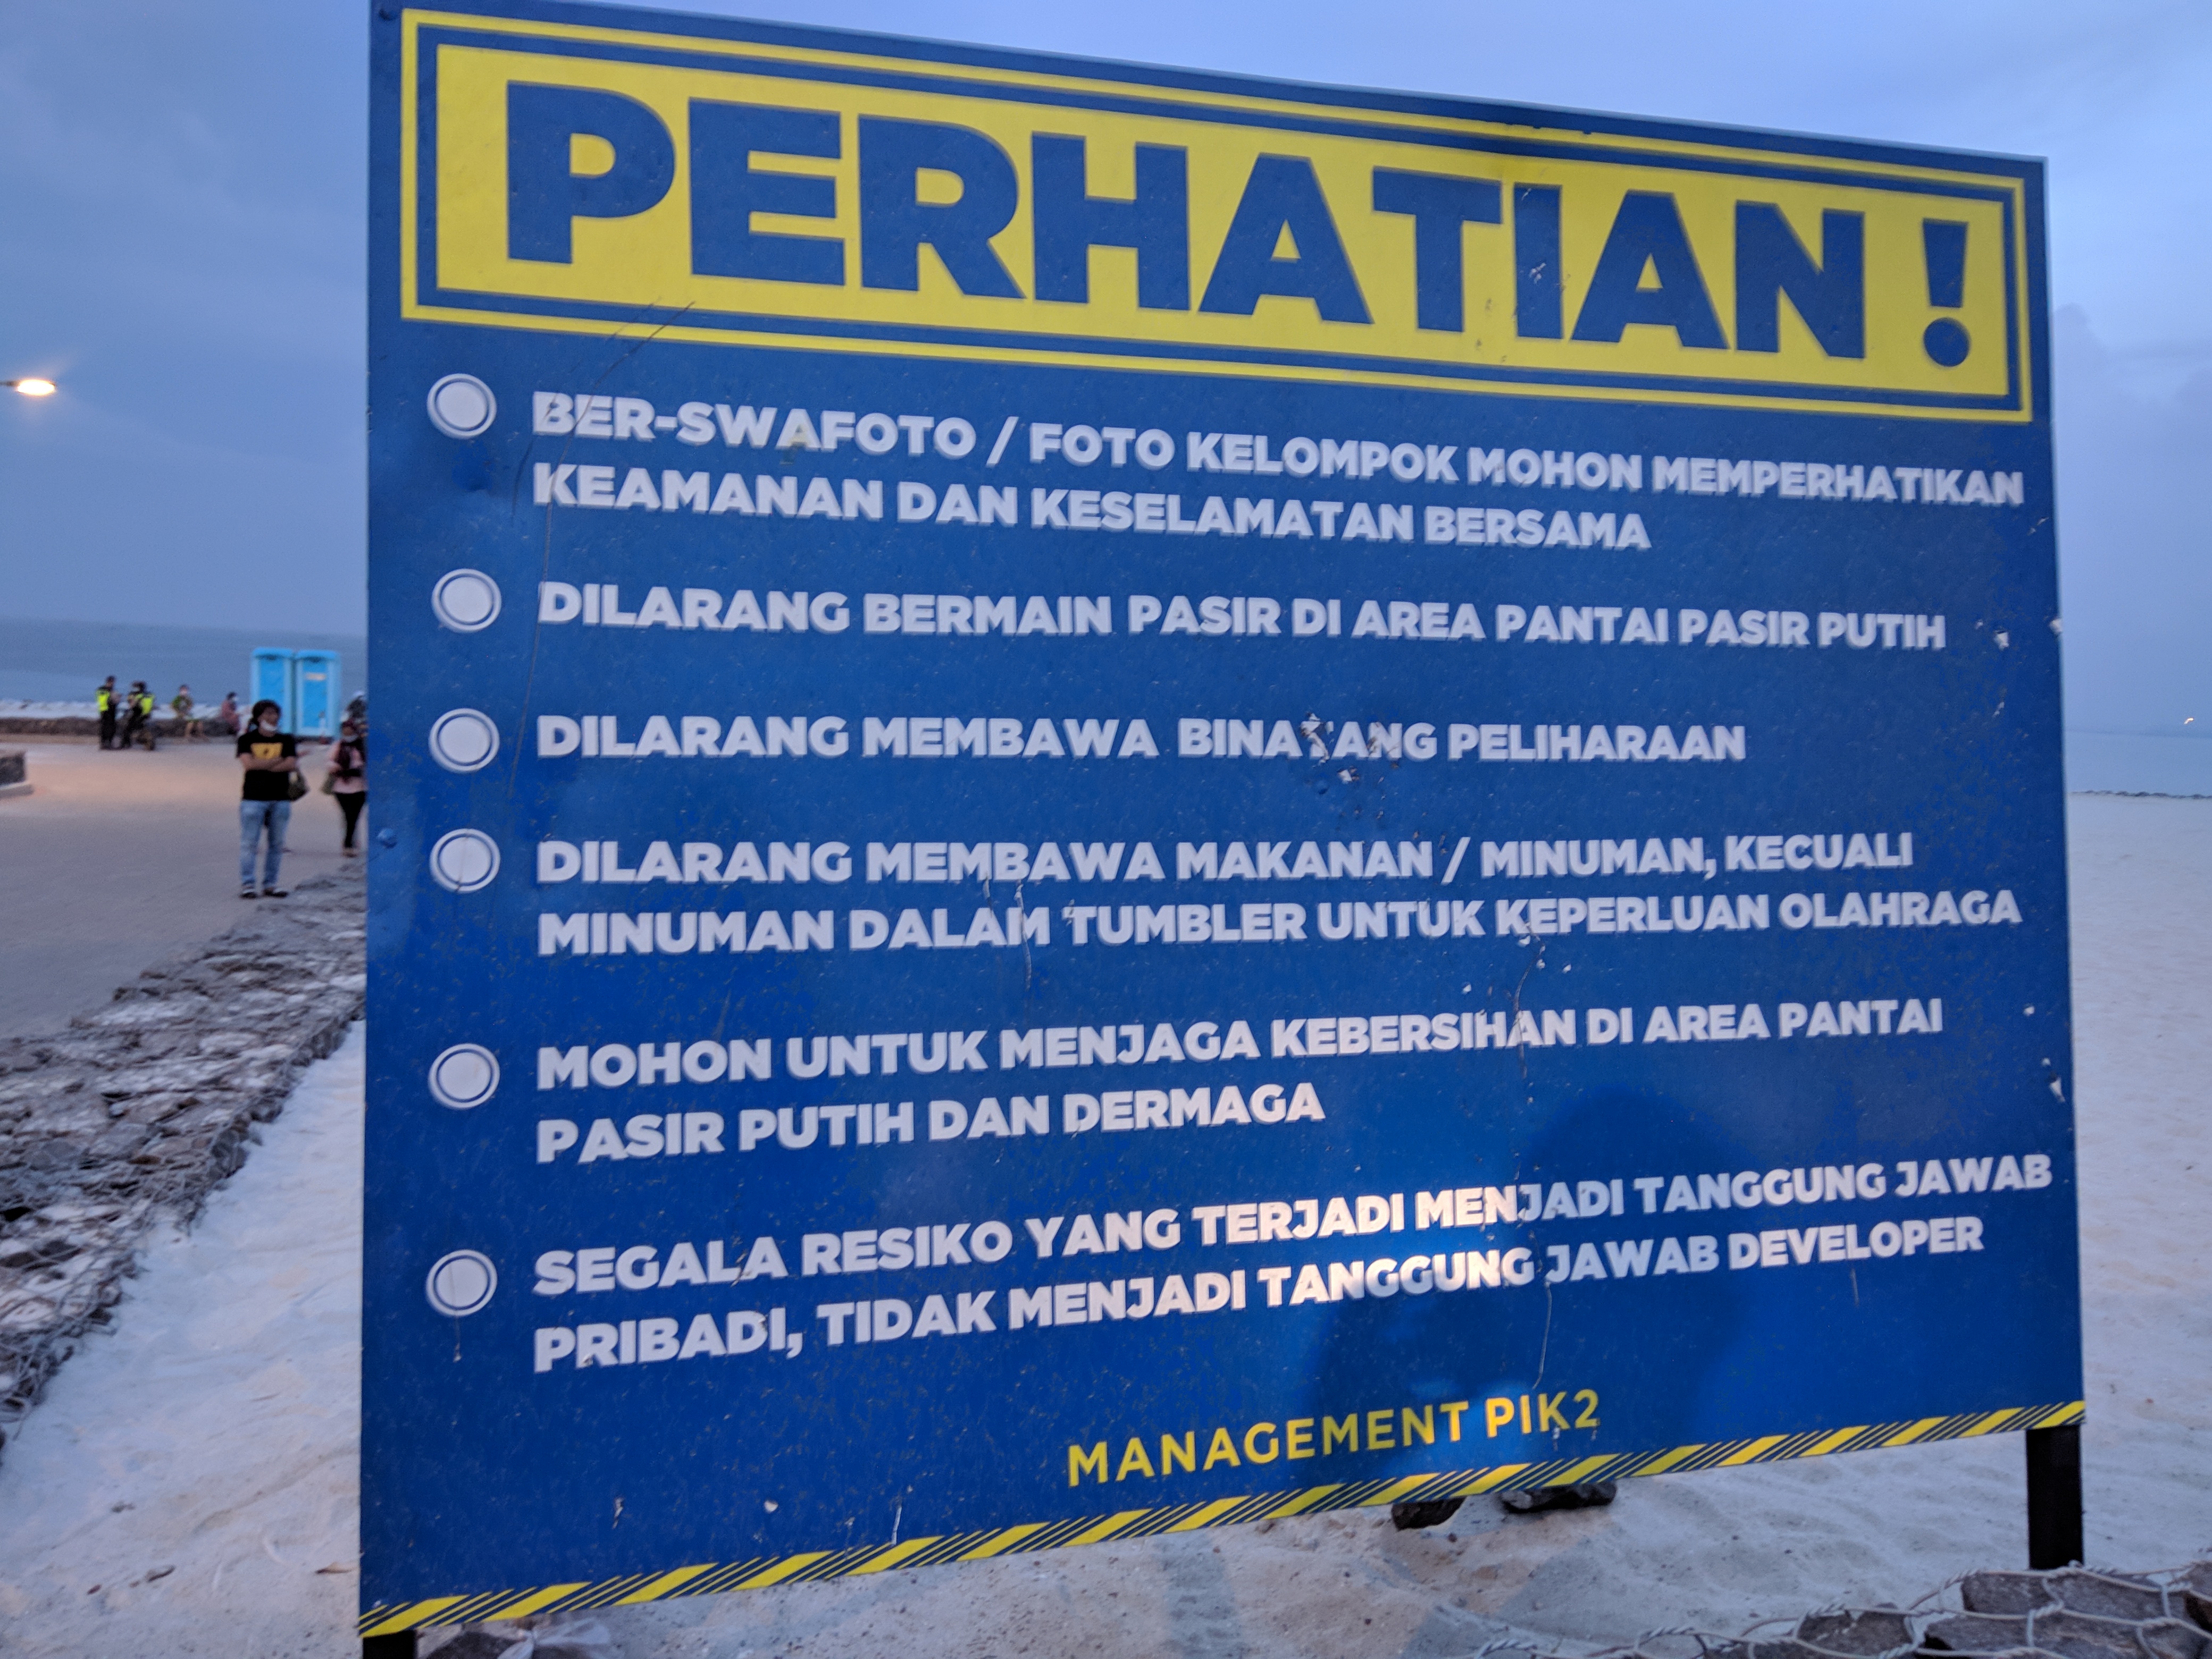 PERHATIAN !
BER-SWAFOTO / FOTO KELOMPOK MOHON MEMPERHATIKAN
KEAMANAN DAN KESELAMATAN BERSAMA
DILARANG BERMAIN PASIR DI AREA PANTAI PASIR PUTIH
DILARANG MEMBAWA BINATANG PELIHARAAN
DILARANG MEMBAWA MAKANAN / MINUMAN, KECUALI
MINUMAN DALAM TUMBLER UNTUK KEPERLUAN OLAHRAGA
MOHON UNTUK MENJAGA KEBERSIHAN DI AREA PANTAI
PASIR PUTIH DAN DERMAGA
SEGALA RESIKO YANG TERJADI MENJADI TANGGUNG JAWAB
PRIBADI, TIDAK MENJADI TANGGUNG JAWAB DEVELOPER
MANAGEMENT PIK2